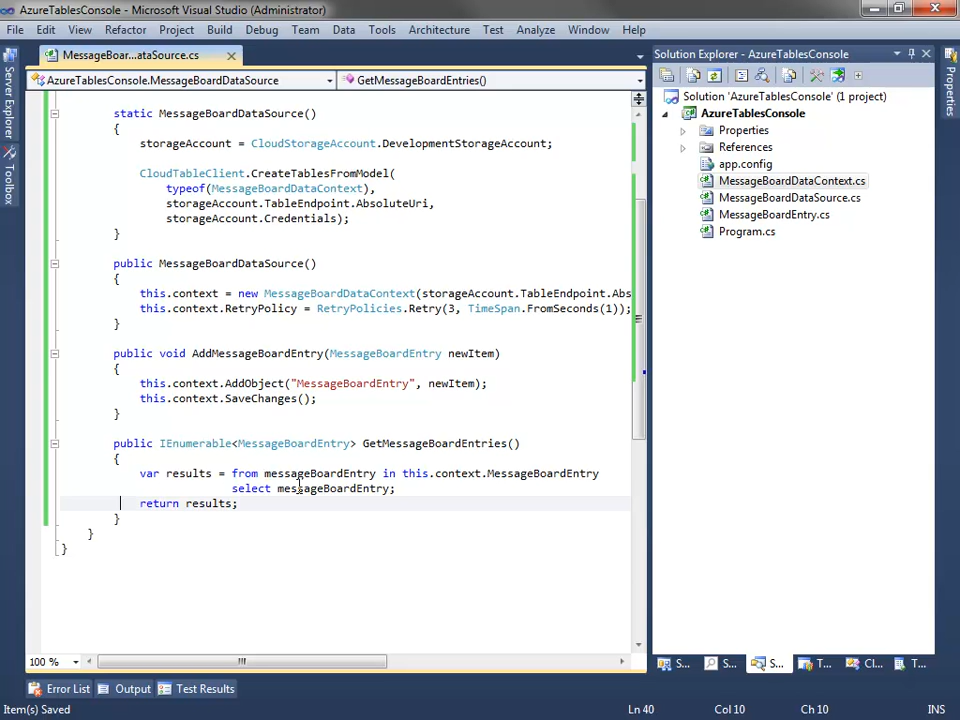 AzureTablesConsole - Microsoft Visual Studio (Administrator)
File Edit View Refactor Project Build Debug Team Data Tools Architecture Test Analyze Window Help
MessageBoar...ataSource.cs
AzureTablesConsole.MessageBoardDataSource
GetMessageBoardEntries()
static MessageBoardDataSource()
{
storageAccount = CloudStorageAccount.DevelopmentStorageAccount;
CloudTableClient.CreateTablesFromModel(
typeof(MessageBoardDataContext),
storageAccount.TableEndpoint.AbsoluteUri,
storageAccount.Credentials);
}
public MessageBoardDataSource()
{
this.context = new MessageBoardDataContext(storageAccount.TableEndpoint.Abs
this.context.RetryPolicy = RetryPolicies.Retry(3, TimeSpan.FromSeconds(1));
}
public void AddMessageBoardEntry(MessageBoardEntry newItem)
{
this.context.AddObject("MessageBoardEntry", newItem);
this.context.SaveChanges();
}
public IEnumerable<MessageBoardEntry> GetMessageBoardEntries()
{
var results = from messageBoardEntry in this.context.MessageBoardEntry
select messageBoardEntry;
return results;
}
}
}
100 %
Server Explorer
Toolbox
Solution Explorer - AzureTablesConsole
Solution 'AzureTablesConsole' (1 project)
AzureTablesConsole
Properties
References
app.config
MessageBoardDataContext.cs
MessageBoardDataSource.cs
MessageBoardEntry.cs
Program.cs
S... S... S... T... Cl... T...
Properties
Error List Output Test Results
Item(s) Saved Ln 40 Col 10 Ch 10 INS